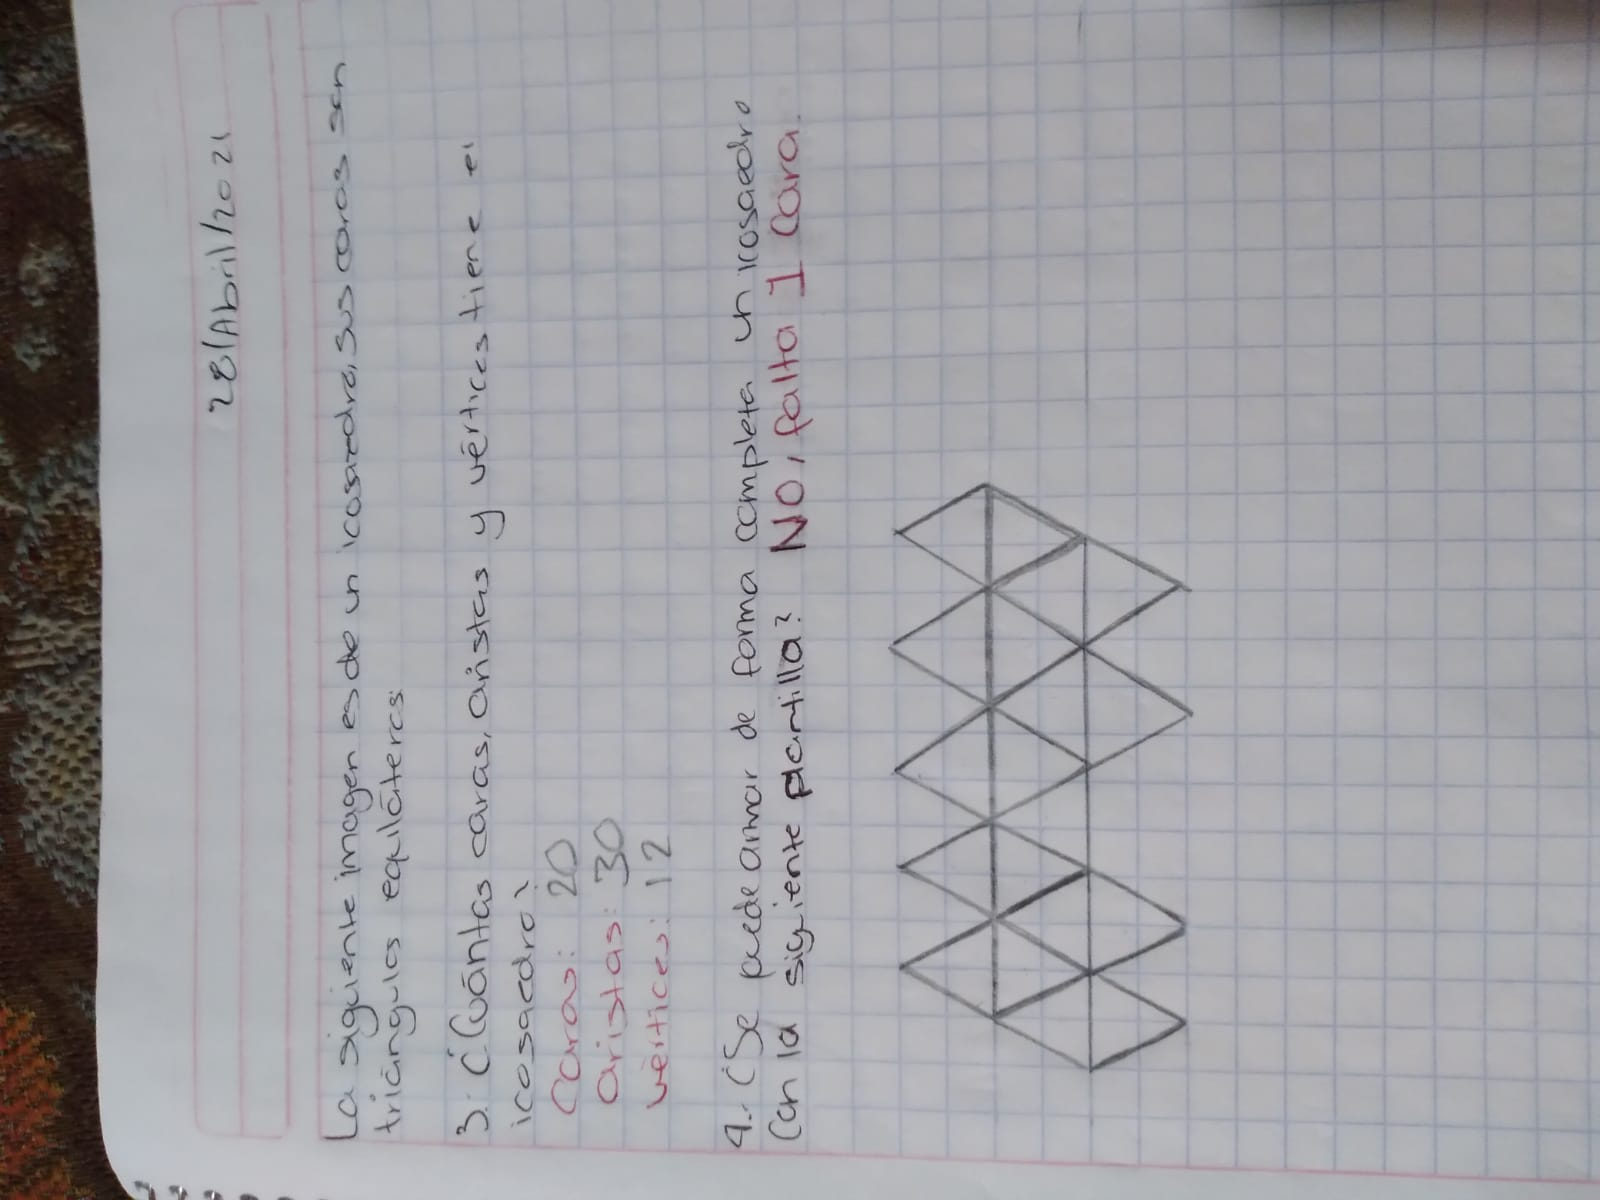 28/Abril/2021
La siguiente imagen es de un icosaedro, sus caras son
triángulos equiláteros.
3. ¿Cuántas caras, aristas y vértices tiene el
icosaedro?
Caras: 20
aristas: 30
vértices: 12
4. ¿Se puede armar de forma completa un icosaedro
con la siguiente plantilla? NO, falta 1 cara.